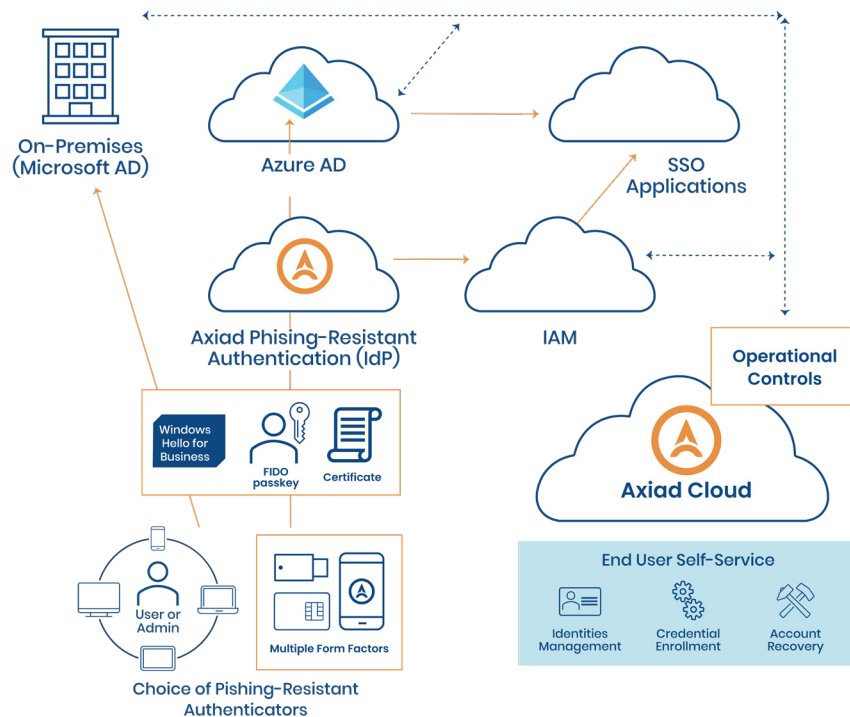 On-Premises
(Microsoft AD)
Azure AD
SSO
Applications
Axiad Phising-Resistant
Authentication (IdP)
IAM
Operational
Controls
Axiad Cloud
Windows
Hello for
Business
FIDO
passkey
Certificate
User or
Admin
Multiple Form Factors
Choice of Pishing-Resistant
Authenticators
End User Self-Service
Identities
Management
Credential
Enrollment
Account
Recovery